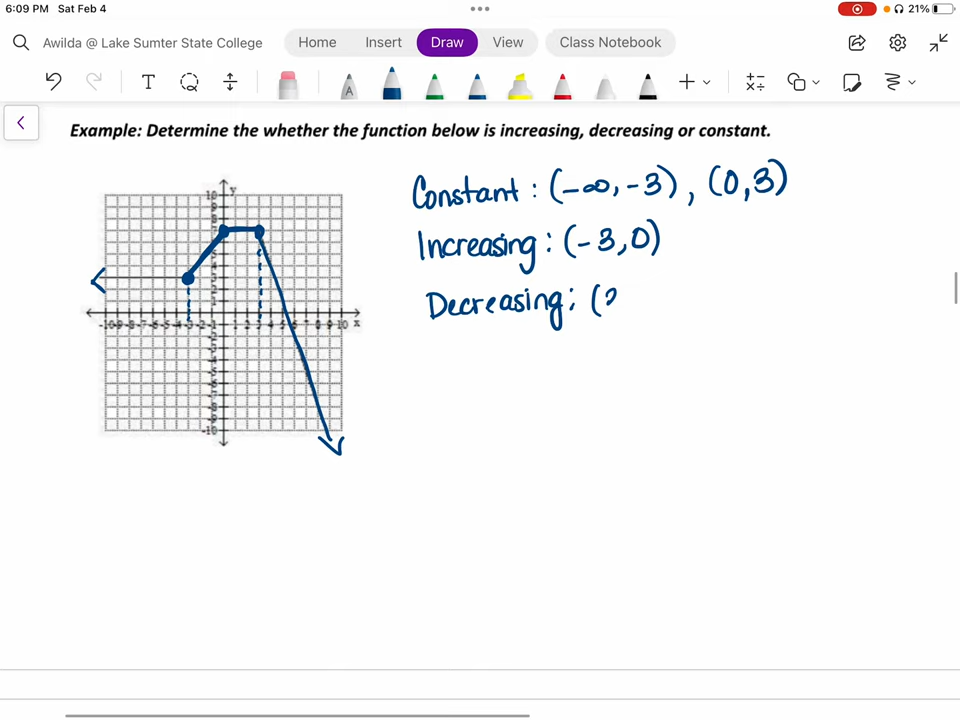 6:09 PM Sat Feb 4
21%
Awilda @ Lake Sumter State College
Home Insert Draw View Class Notebook
T
A
Example: Determine the whether the function below is increasing, decreasing or constant.
Constant : (-∞, -3), (0,3)
Increasing : (-3,0)
Decreasing : (
y
x